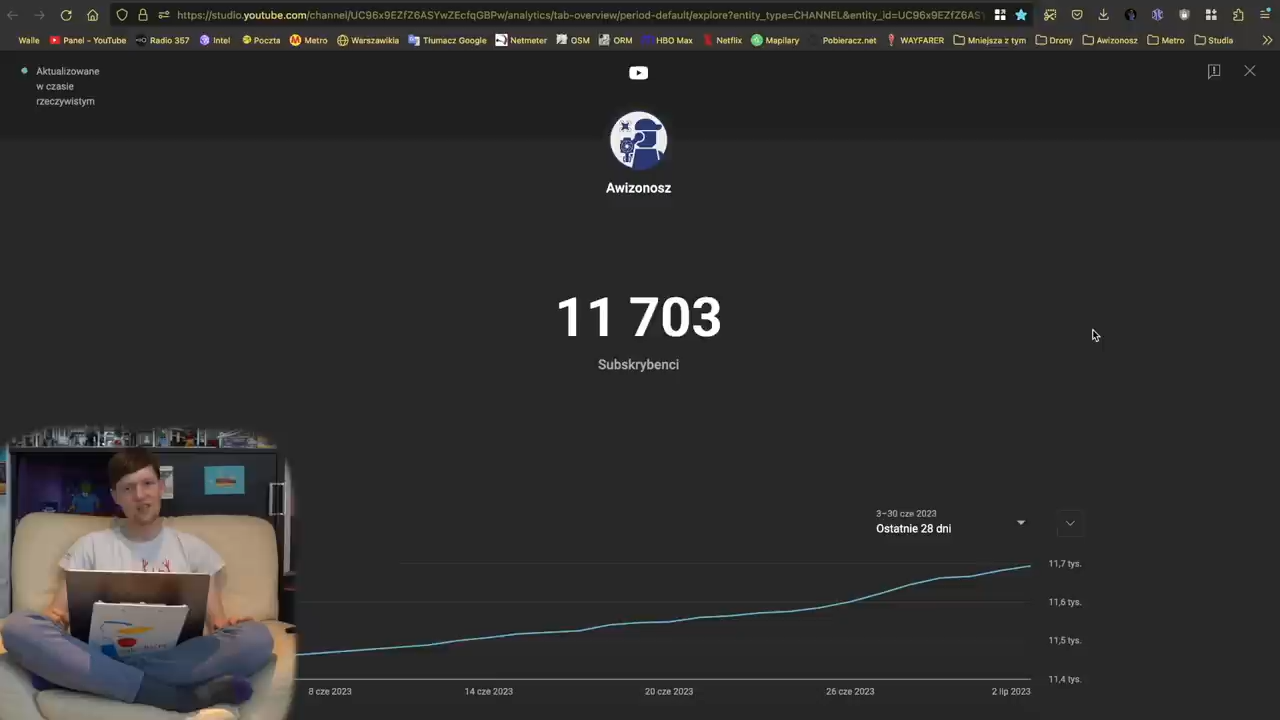 https://studio.youtube.com/channel/UC96x9EZfZ6ASYwZEcfqGBPw/analytics/tab-overview/period-default/explore?entity_type=CHANNEL&entity_id=UC96x9EZfZ6AS
Walle Panel – YouTube Radio 357 Intel Poczta Metro Warszawikia Tłumacz Google Netmeter OSM ORM HBO Max Netflix Mapilary Pobieracz.net WAYFARER Mniejsza z tym Drony Awizonosz Metro Studia
Aktualizowane
w czasie
rzeczywistym
Awizonosz
11 703
Subskrybenci
3–30 cze 2023
Ostatnie 28 dni
11,7 tys.
11,6 tys.
11,5 tys.
11,4 tys.
8 cze 2023 14 cze 2023 20 cze 2023 26 cze 2023 2 lip 2023